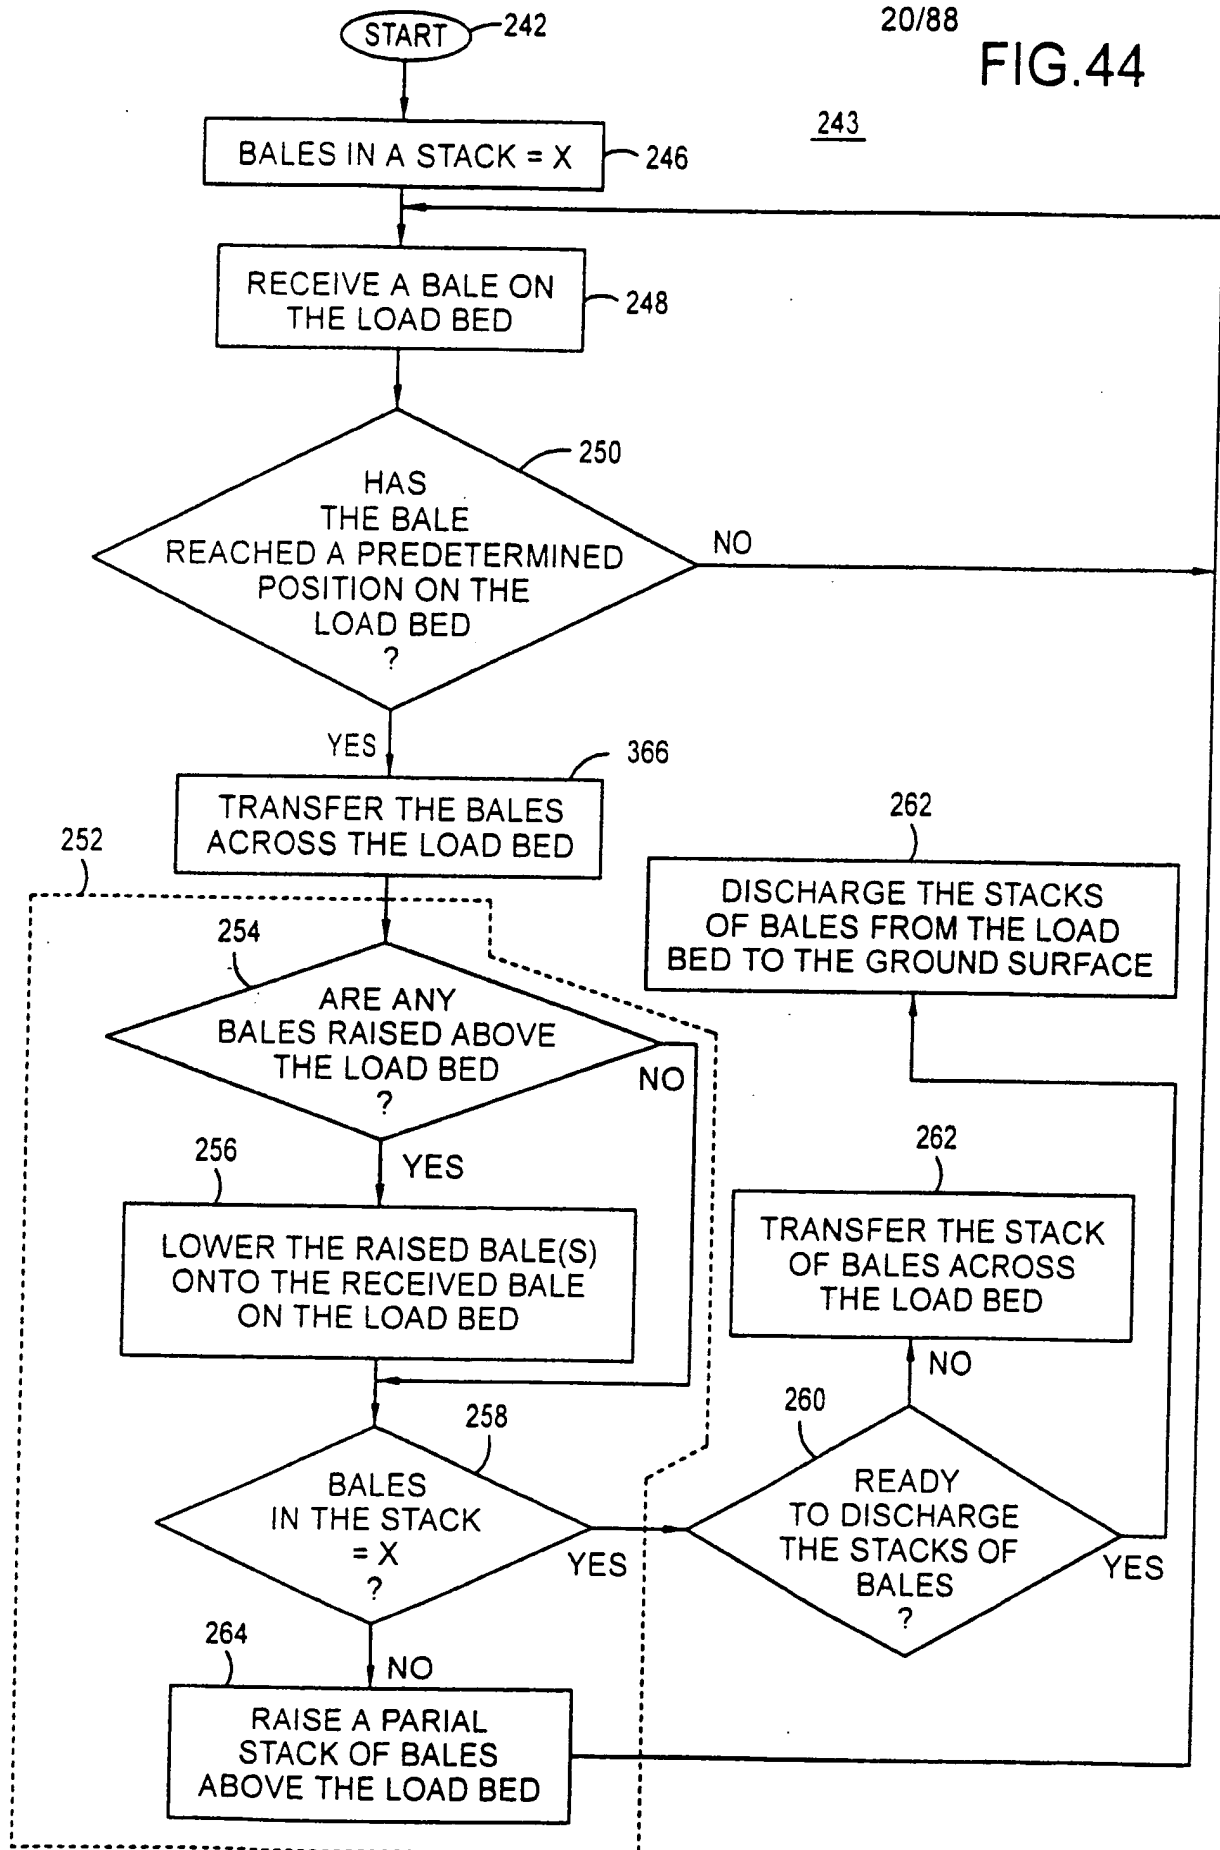 20/88
FIG.44
243
START
242
BALES IN A STACK = X
246
RECEIVE A BALE ON
THE LOAD BED
248
250
HAS
THE BALE
REACHED A PREDETERMINED
POSITION ON THE
LOAD BED
?
NO
YES
366
TRANSFER THE BALES
ACROSS THE LOAD BED
252
254
ARE ANY
BALES RAISED ABOVE
THE LOAD BED
?
NO
YES
256
LOWER THE RAISED BALE(S)
ONTO THE RECEIVED BALE
ON THE LOAD BED
258
BALES
IN THE STACK
= X
?
YES
NO
264
RAISE A PARIAL
STACK OF BALES
ABOVE THE LOAD BED
260
READY
TO DISCHARGE
THE STACKS OF
BALES
?
YES
NO
262
TRANSFER THE STACK
OF BALES ACROSS
THE LOAD BED
262
DISCHARGE THE STACKS
OF BALES FROM THE LOAD
BED TO THE GROUND SURFACE